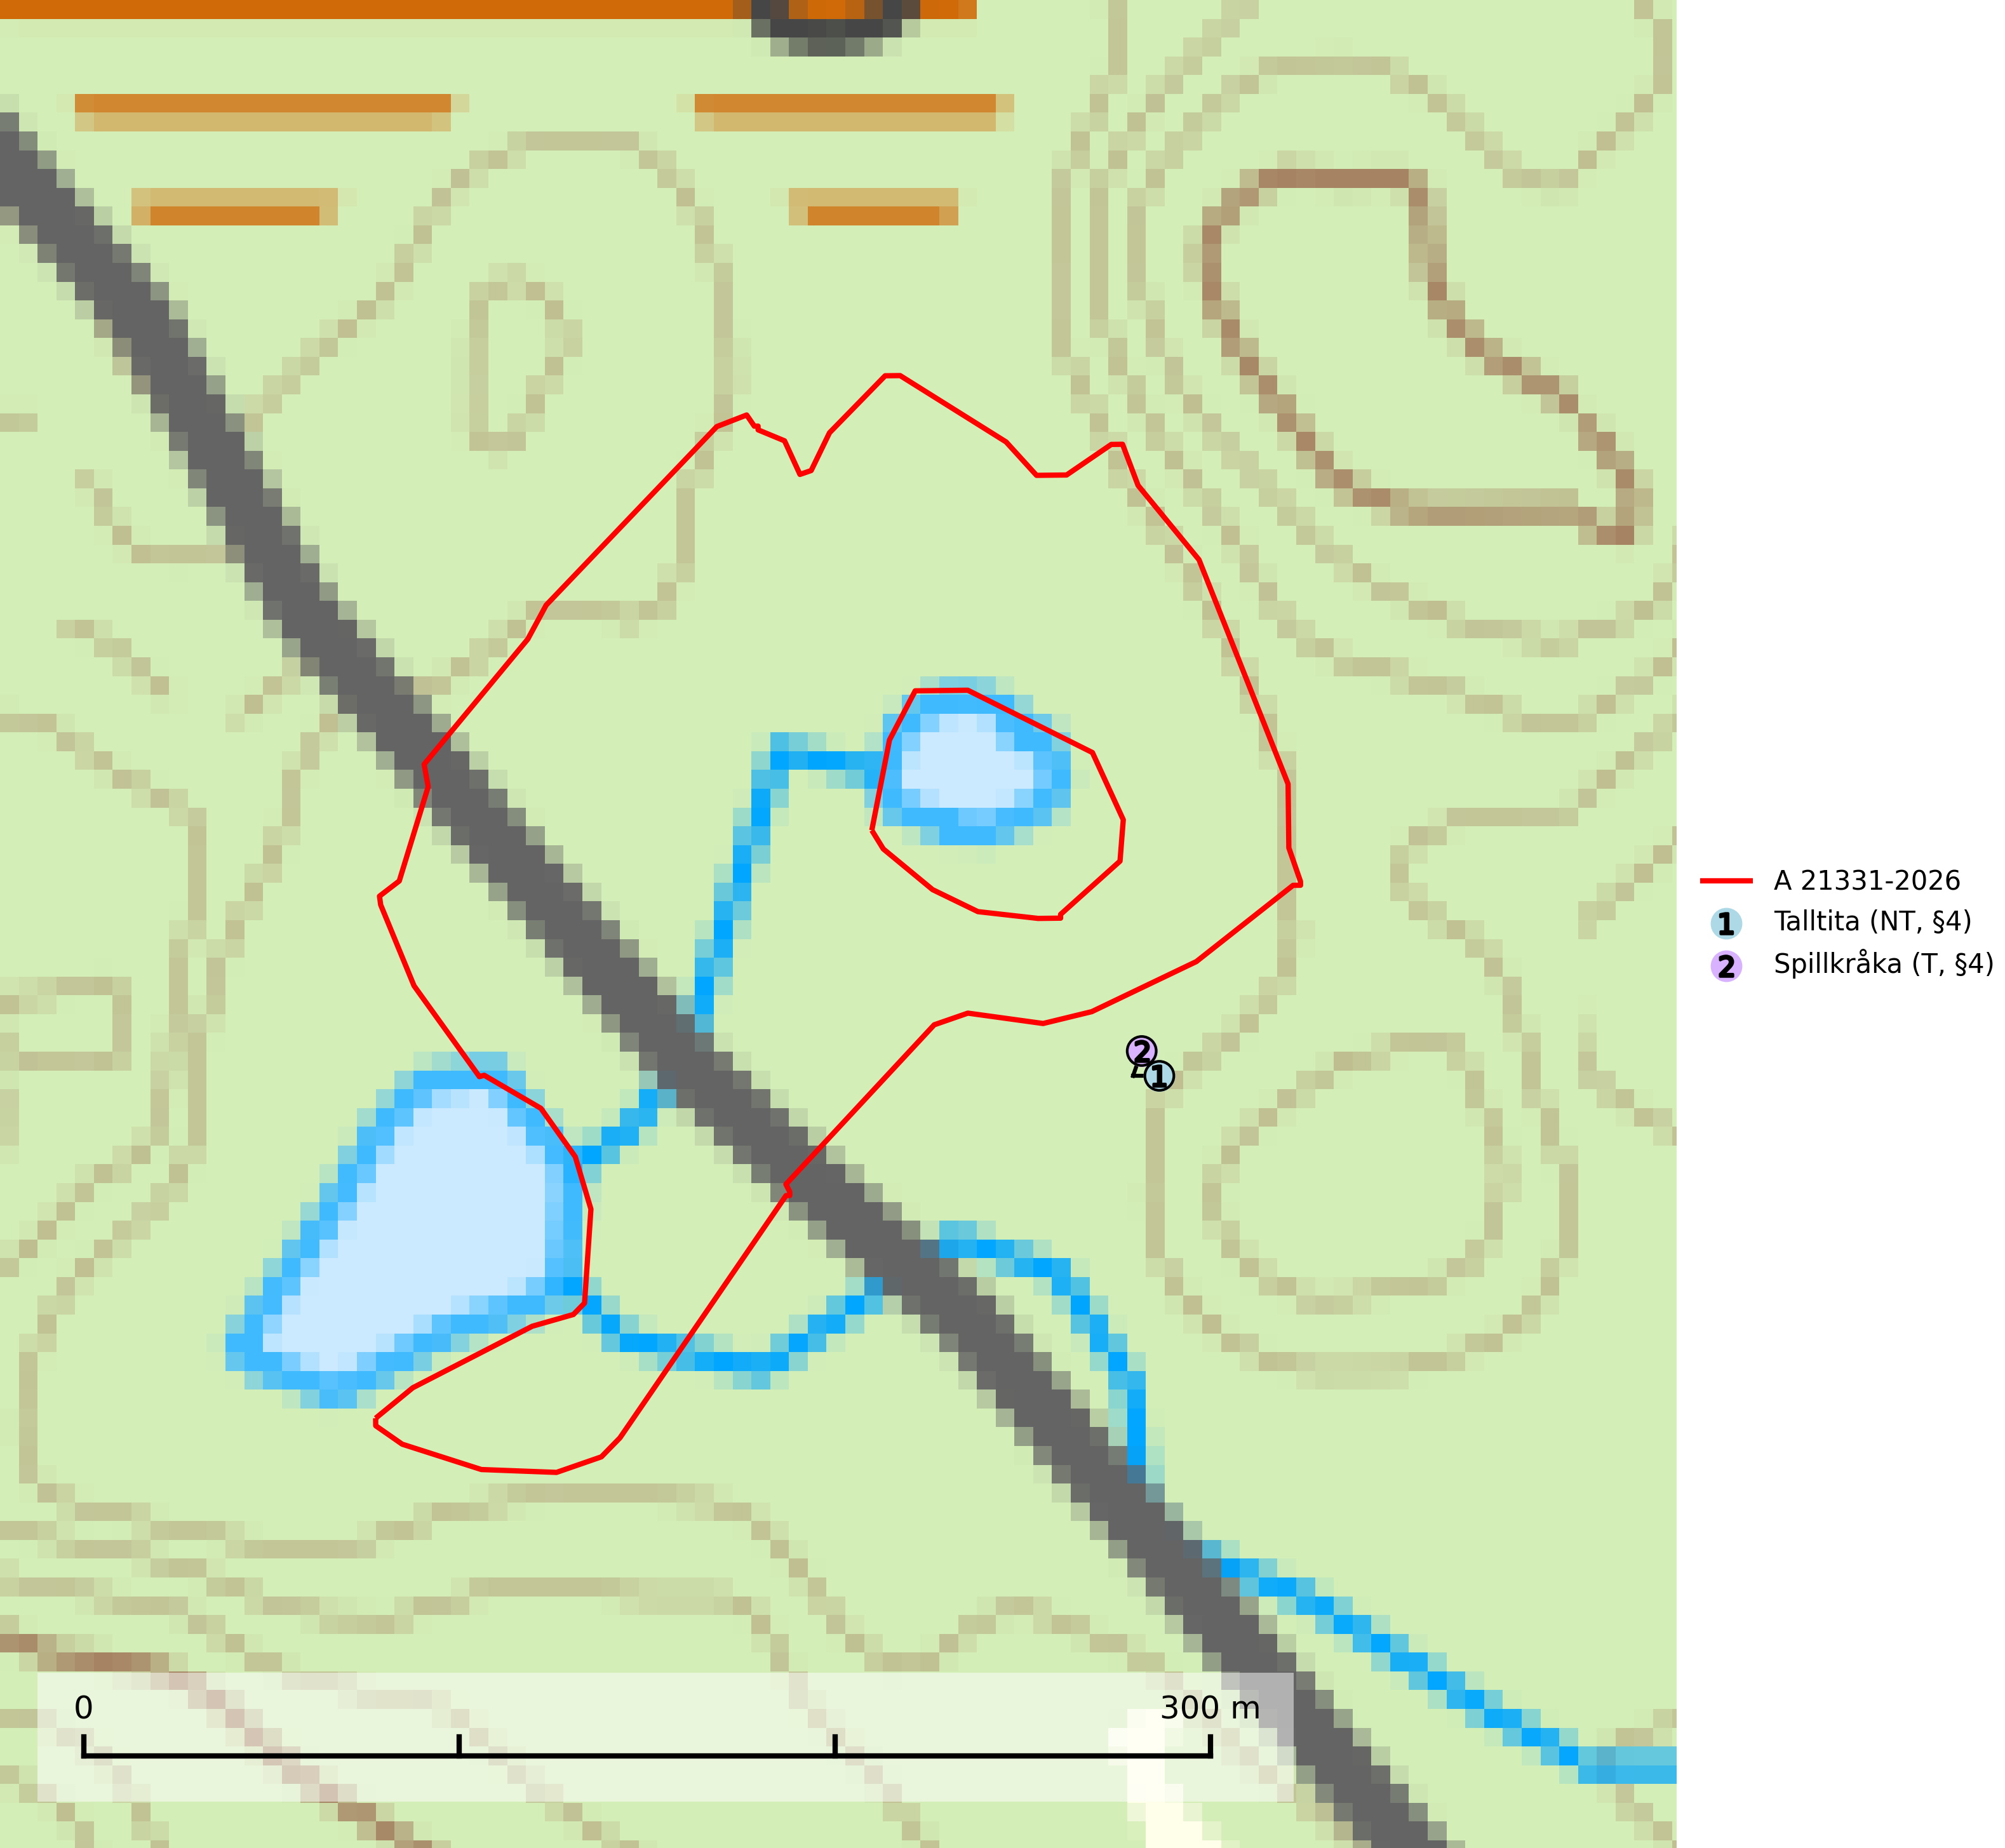 A 21331-2026
1 Talltita (NT, §4)
2 Spillkråka (T, §4)
2
1
0 300 m